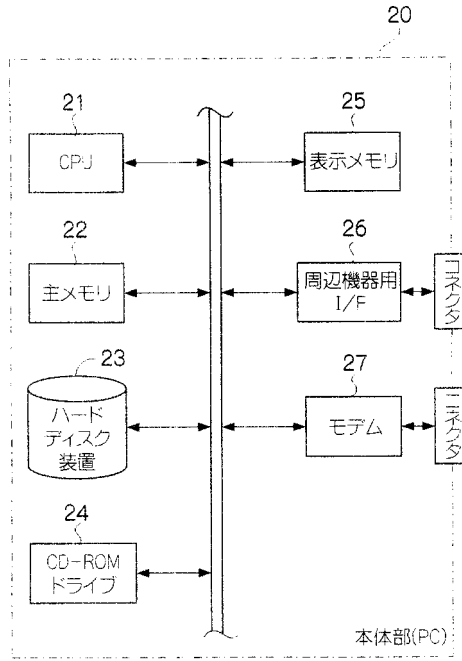 20
21
CPU
25
表示メモリ
22
主メモリ
26
周辺機器用
I/F
コネクタ
23
ハード
ディスク
装置
27
モデム
コネクタ
24
CD-ROM
ドライブ
本体部(PC)